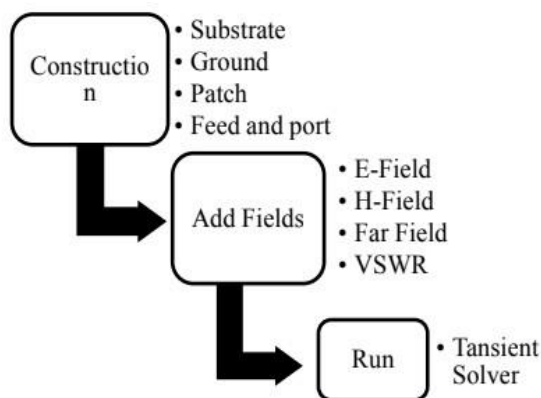 Constructio
n
• Substrate
• Ground
• Patch
• Feed and port
Add Fields
• E-Field
• H-Field
• Far Field
• VSWR
Run
• Tansient
Solver